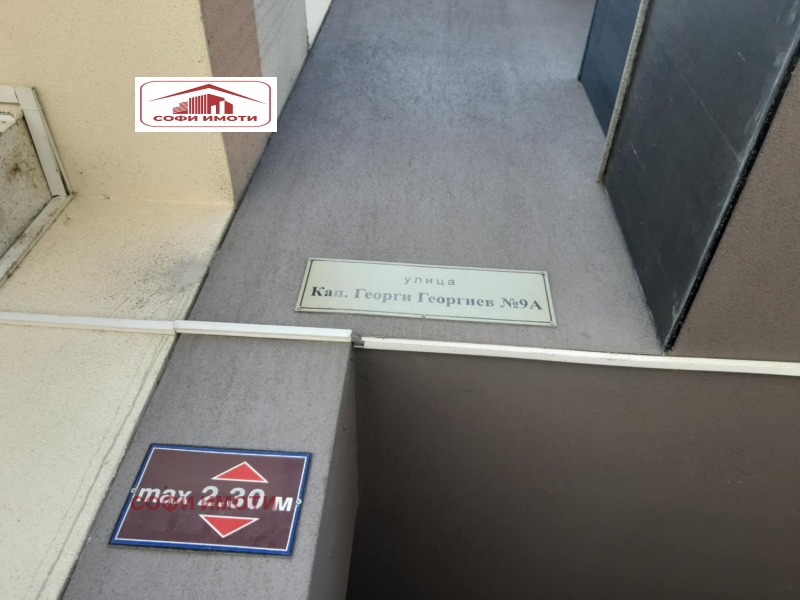 СОФИ ИМОТИ
улица
Кап. Георги Георгиев №9А
max 2.30 м
СОФИ ИМОТИ